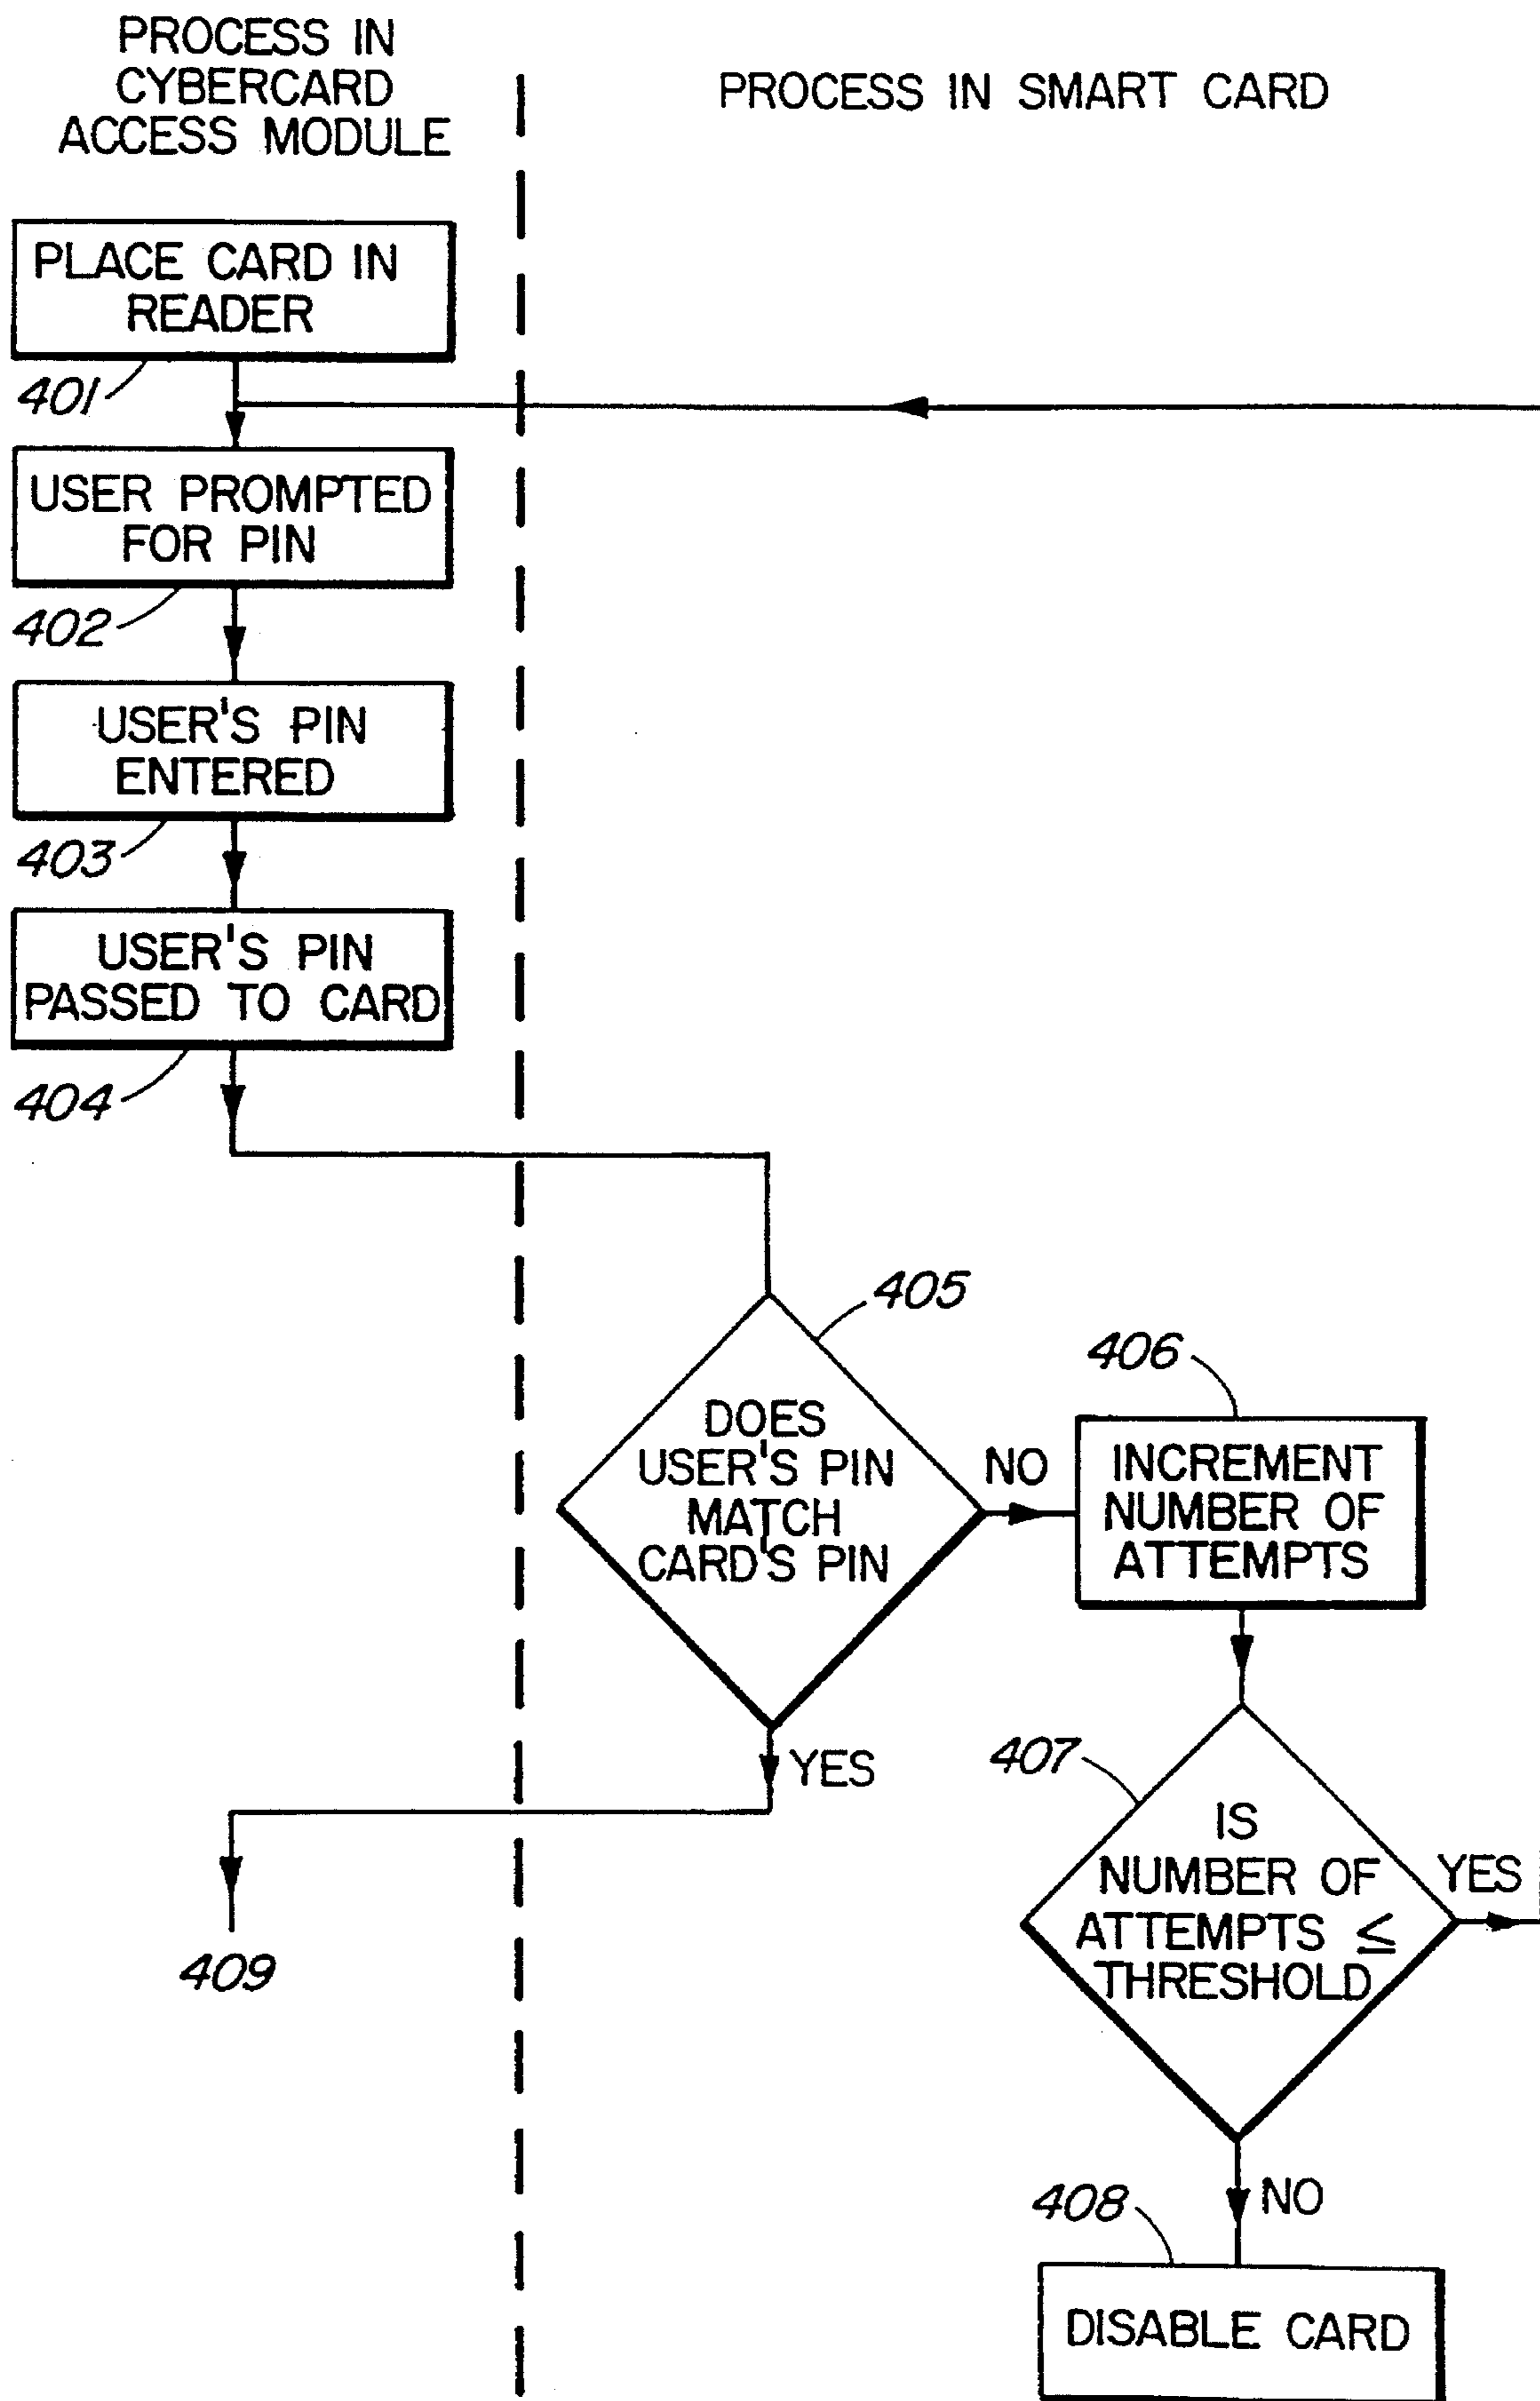 PROCESS IN
CYBERCARD
ACCESS MODULE
PROCESS IN SMART CARD
PLACE CARD IN
READER
401
USER PROMPTED
FOR PIN
402
USER'S PIN
ENTERED
403
USER'S PIN
PASSED TO CARD
404
405
DOES
USER'S PIN
MATCH
CARD'S PIN
NO
406
INCREMENT
NUMBER OF
ATTEMPTS
YES
409
407
IS
NUMBER OF
ATTEMPTS ≤
THRESHOLD
YES
NO
408
DISABLE CARD